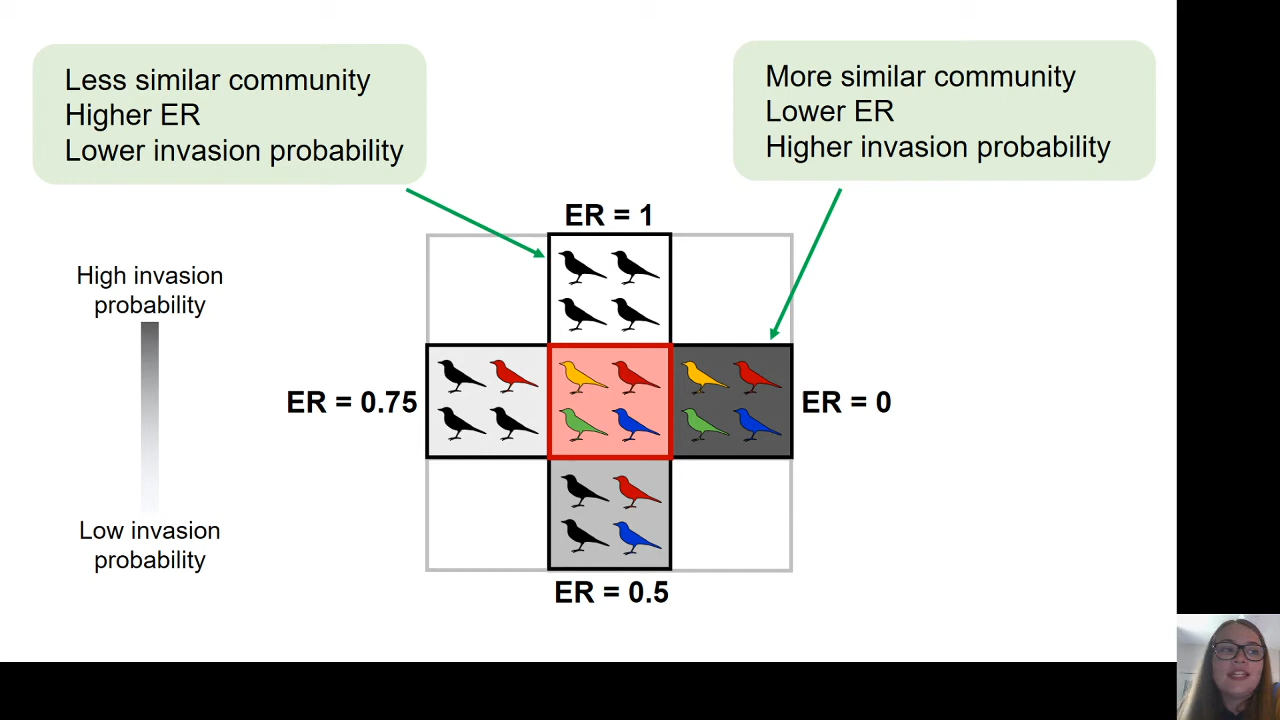 Less similar community
Higher ER
Lower invasion probability
More similar community
Lower ER
Higher invasion probability
ER = 1
High invasion
probability
ER = 0.75
ER = 0
Low invasion
probability
ER = 0.5